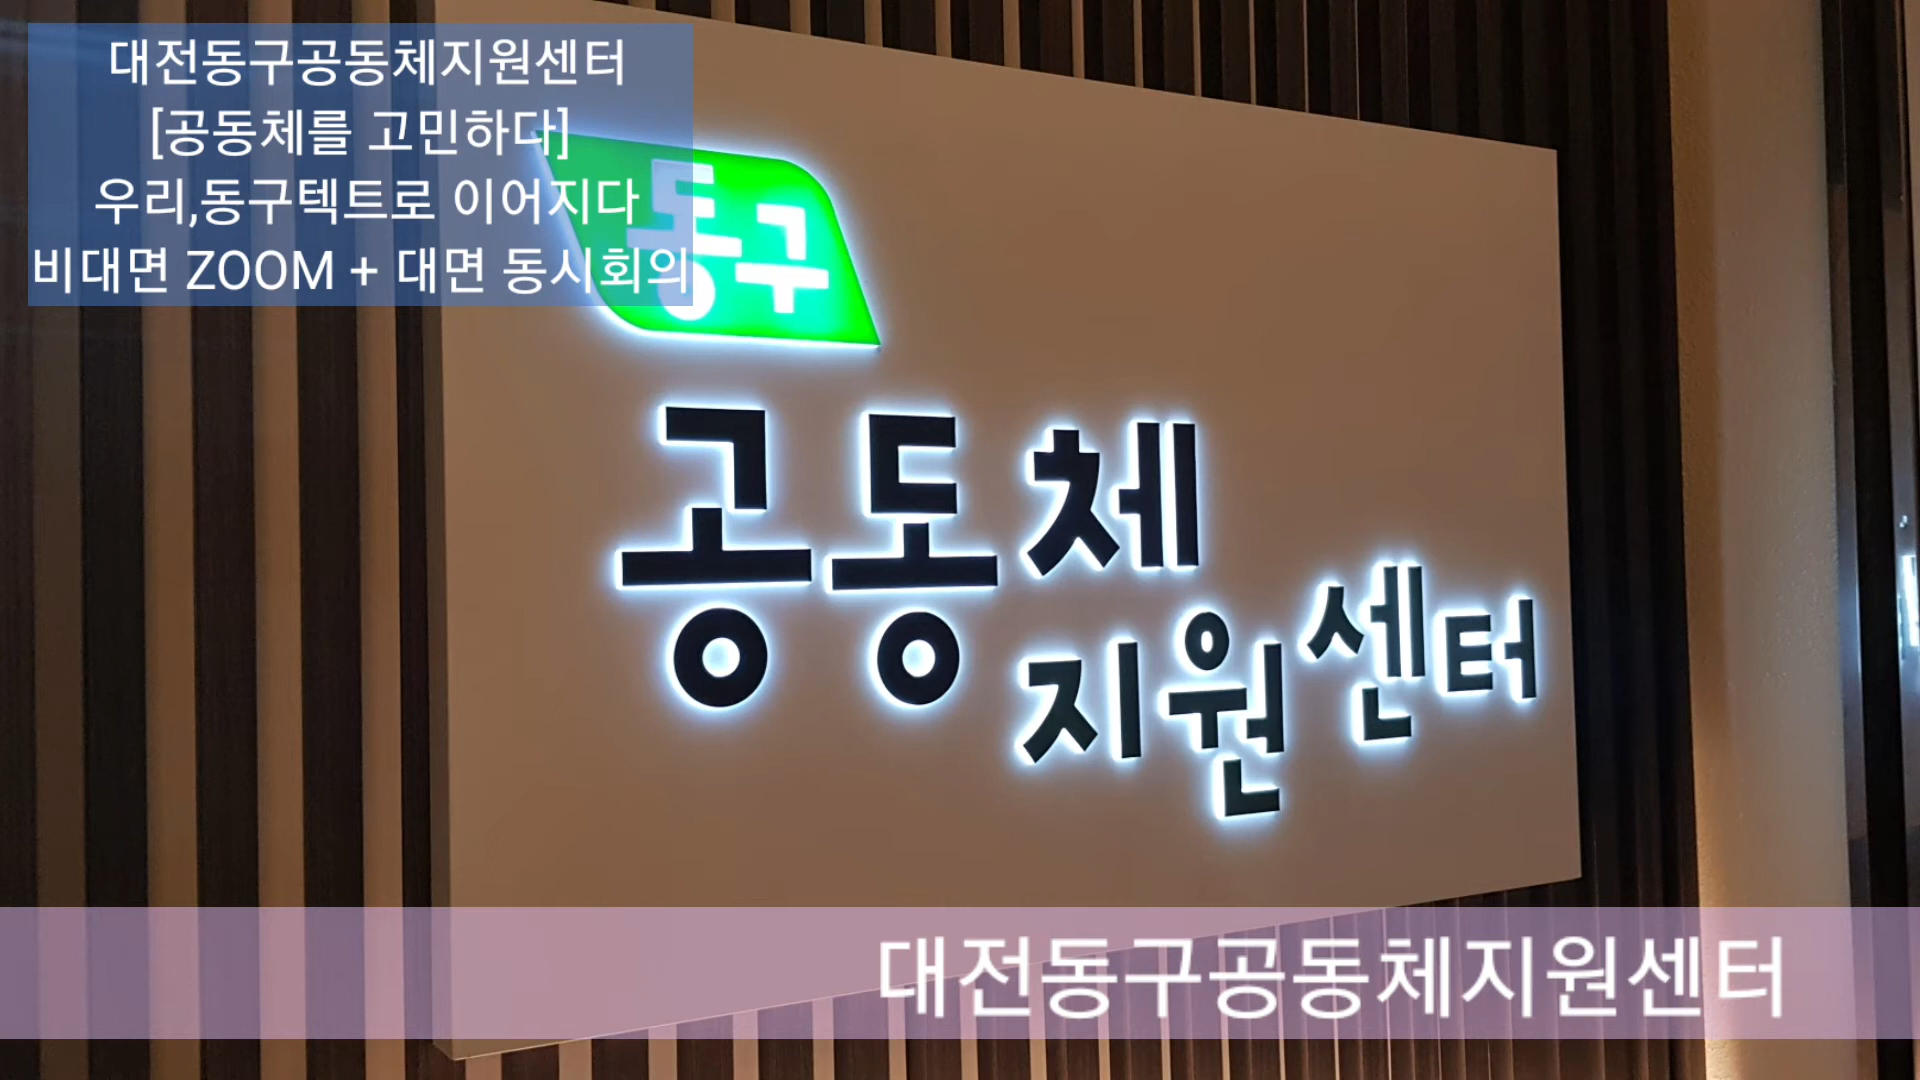 대전동구공동체지원센터
[공동체를 고민하다]
우리,동구텍트로 이어지다
비대면 ZOOM + 대면 동시회의
동구
공동체
지원센터
대전동구공동체지원센터